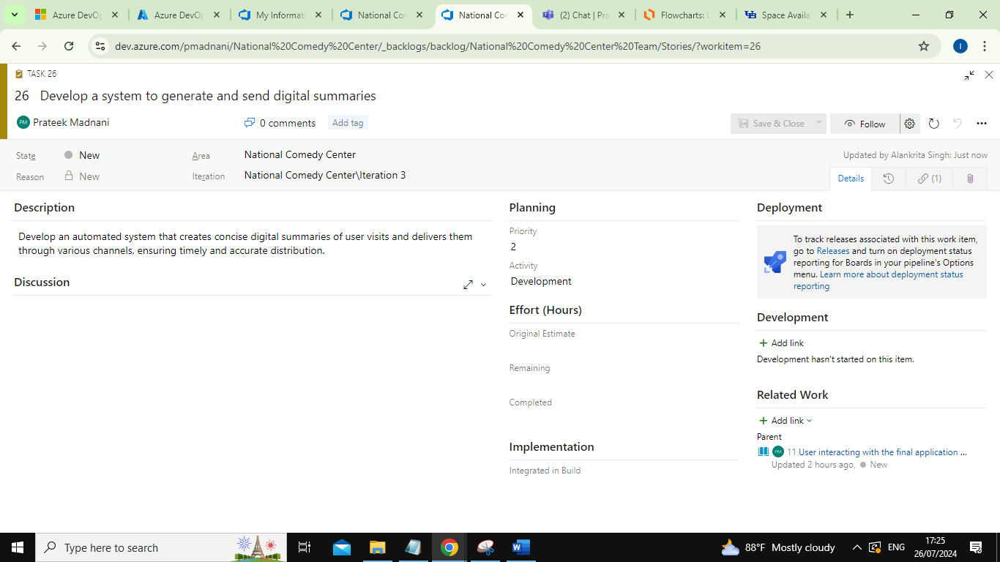 Azure DevOp
Azure DevOp
My Informati
National Con
National Con
(2) Chat | Pra
Flowcharts: L
Space Availa
dev.azure.com/pmadnani/National%20Comedy%20Center/_backlogs/backlog/National%20Comedy%20Center%20Team/Stories/?workitem=26
I
TASK 26
26 Develop a system to generate and send digital summaries
PM Prateek Madnani
0 comments
Add tag
Save & Close
Follow
State
New
Area
National Comedy Center
Updated by Alankrita Singh: Just now
Reason
New
Iteration
National Comedy Center\Iteration 3
Details
(1)
Description
Develop an automated system that creates concise digital summaries of user visits and delivers them
through various channels, ensuring timely and accurate distribution.
Discussion
Planning
Priority
2
Activity
Development
Effort (Hours)
Original Estimate
Remaining
Completed
Implementation
Integrated in Build
Deployment
To track releases associated with this work item,
go to Releases and turn on deployment status
reporting for Boards in your pipeline's Options
menu. Learn more about deployment status
reporting
Development
Add link
Development hasn't started on this item.
Related Work
Add link
Parent
PM 11 User interacting with the final application ...
Updated 2 hours ago, New
Type here to search
88°F Mostly cloudy
ENG
17:25
26/07/2024